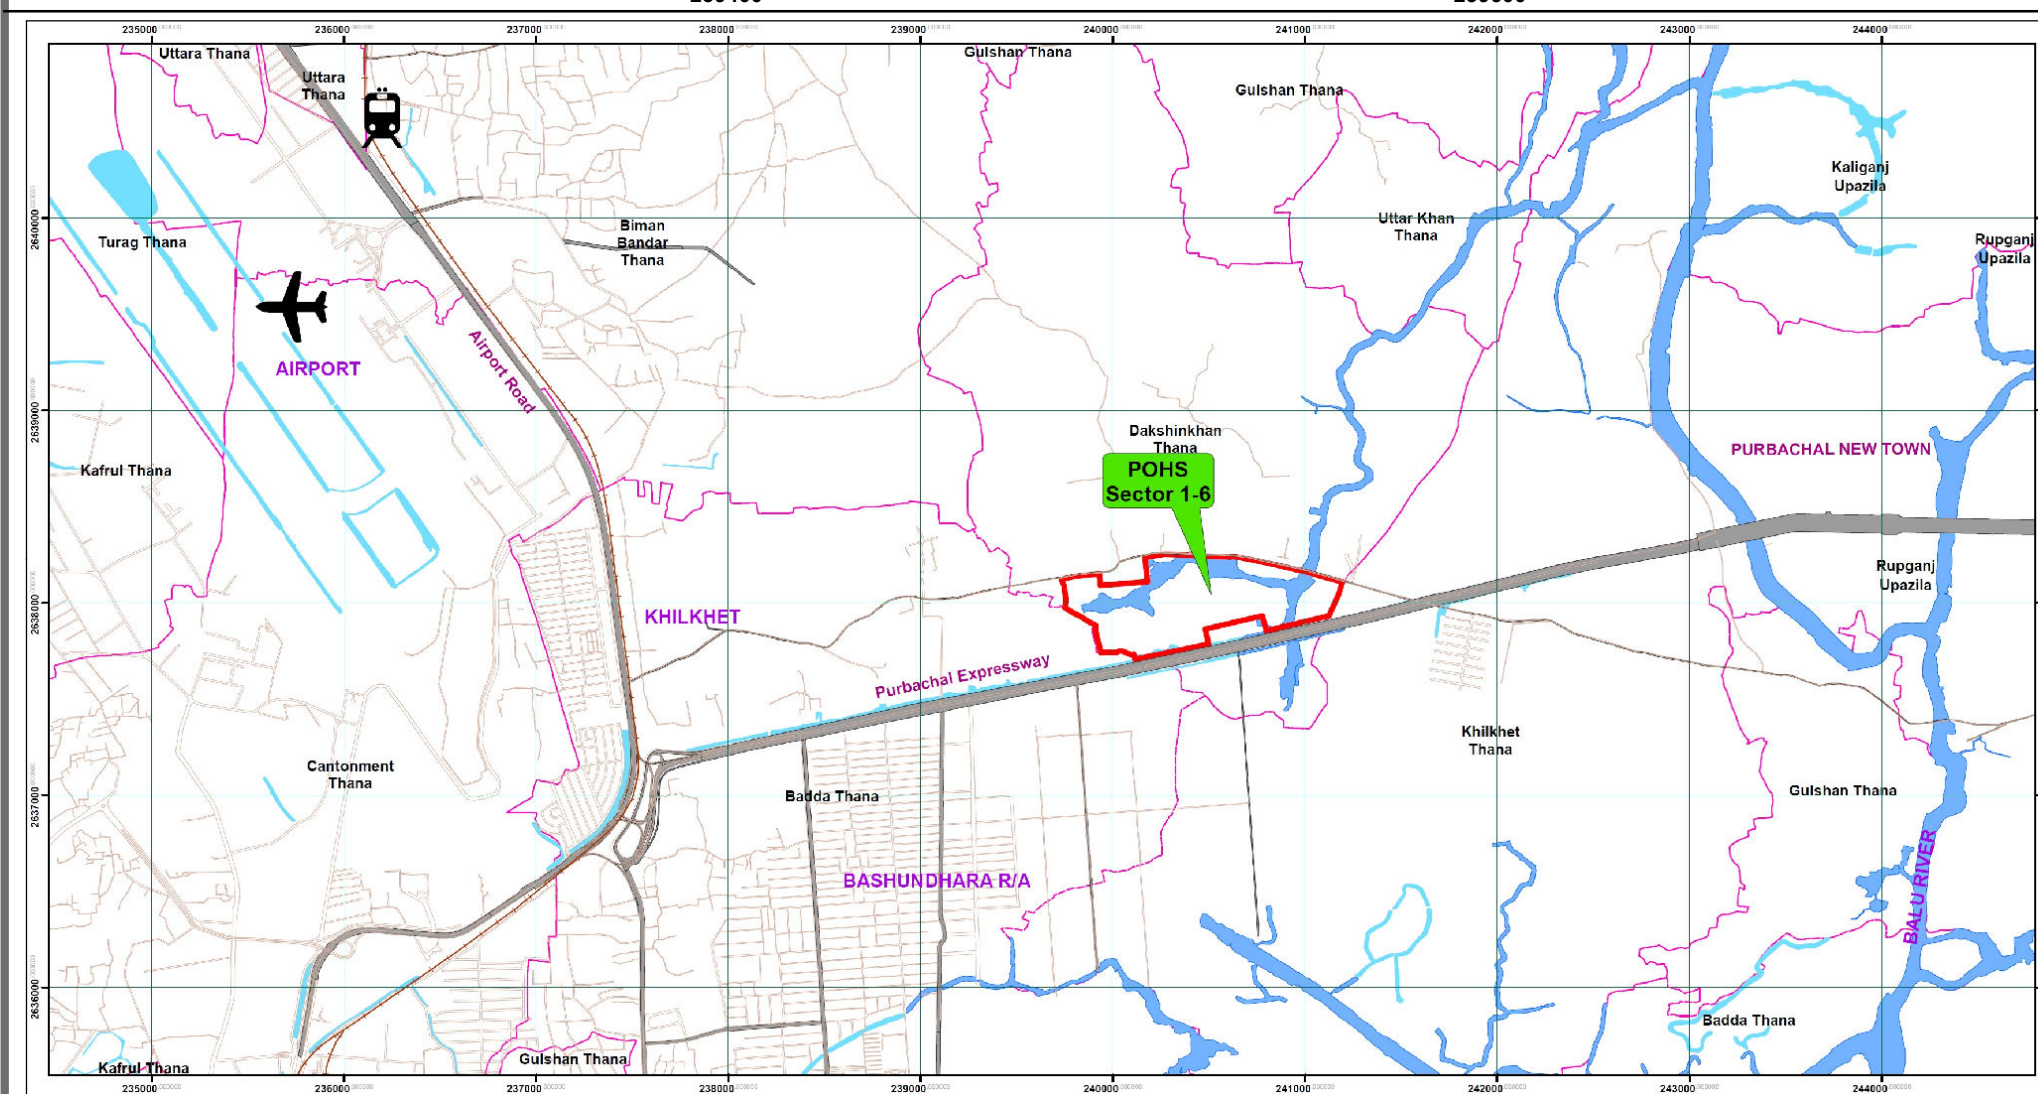 235000 236000 237000 238000 239000 240000 241000 242000 243000 244000
Uttara Thana
Uttara
Thana
Gulshan Thana
Gulshan Thana
Kaliganj
Upazila
2640000
Turag Thana
Biman
Bandar
Thana
Uttar Khan
Thana
Rupganj
Upazila
AIRPORT
Airport Road
2639000
Kafrul Thana
Dakshinkhan
Thana
POHS
Sector 1-6
PURBACHAL NEW TOWN
Rupganj
Upazila
2638000
KHILKHET
Purbachal Expressway
Khilkhet
Thana
Cantonment
Thana
2637000
Badda Thana
Gulshan Thana
BASHUNDHARA R/A
BALU RIVER
2636000
Badda Thana
Kafrul Thana
Gulshan Thana
235000 236000 237000 238000 239000 240000 241000 242000 243000 244000